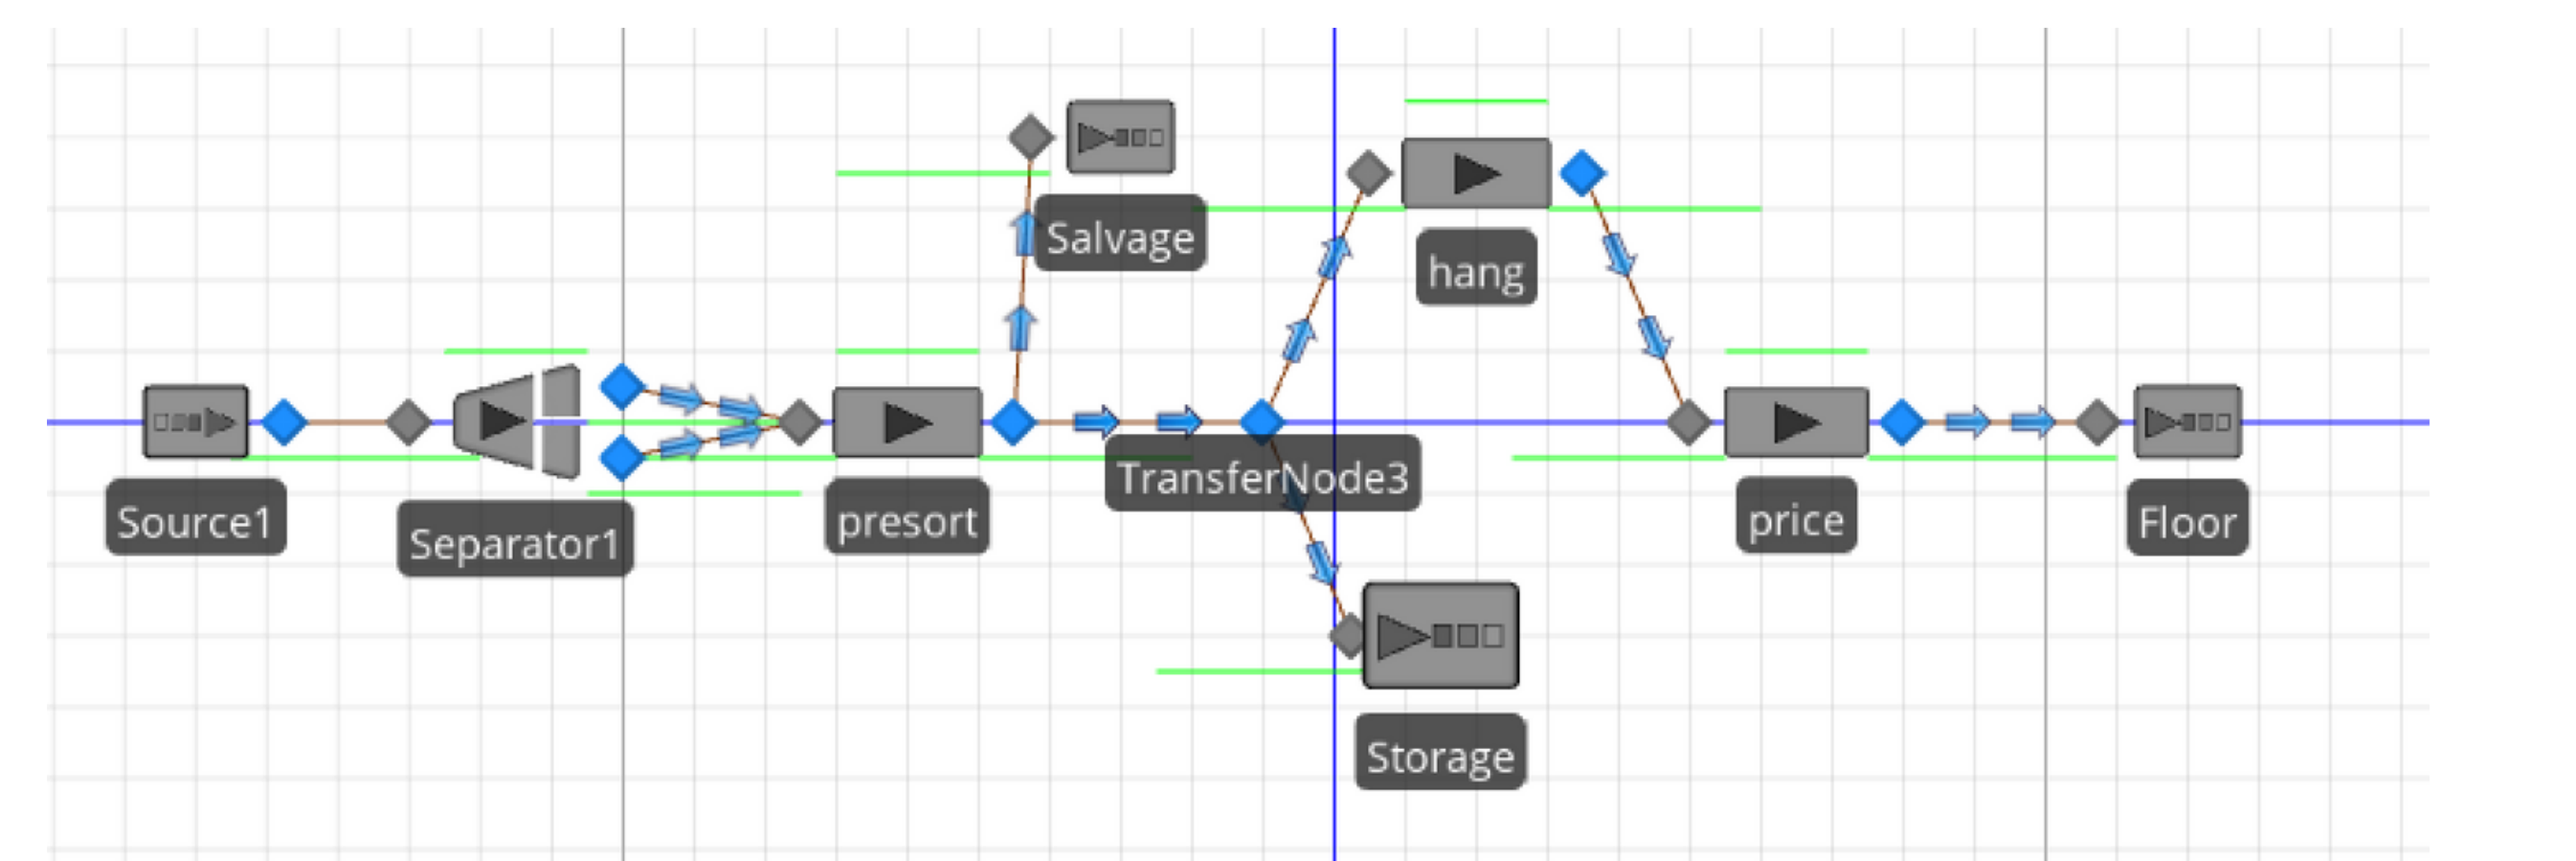 Salvage
hang
Source1
Separator1
presort
TransferNode3
price
Floor
Storage